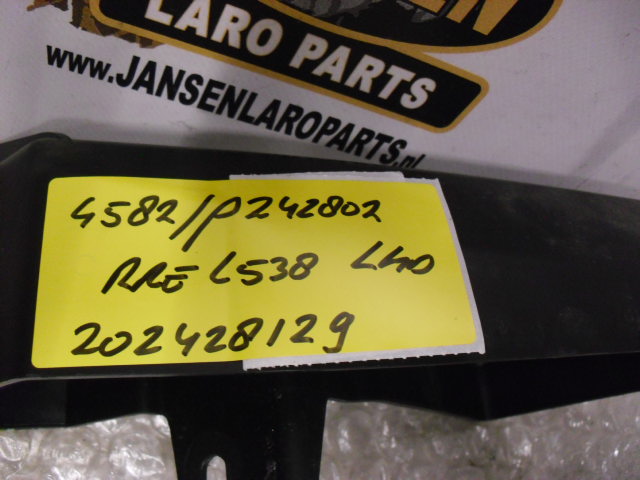 LARO PARTS
www.JANSENLAROPARTS.nl
4582/P242802
RRE L538 LHD
202428129